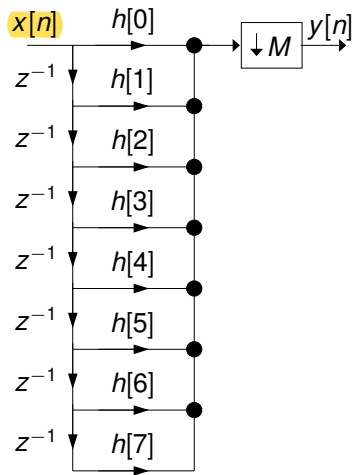 x[n] h[0] ↓ M y[n]
z⁻¹ h[1]
z⁻¹ h[2]
z⁻¹ h[3]
z⁻¹ h[4]
z⁻¹ h[5]
z⁻¹ h[6]
z⁻¹ h[7]